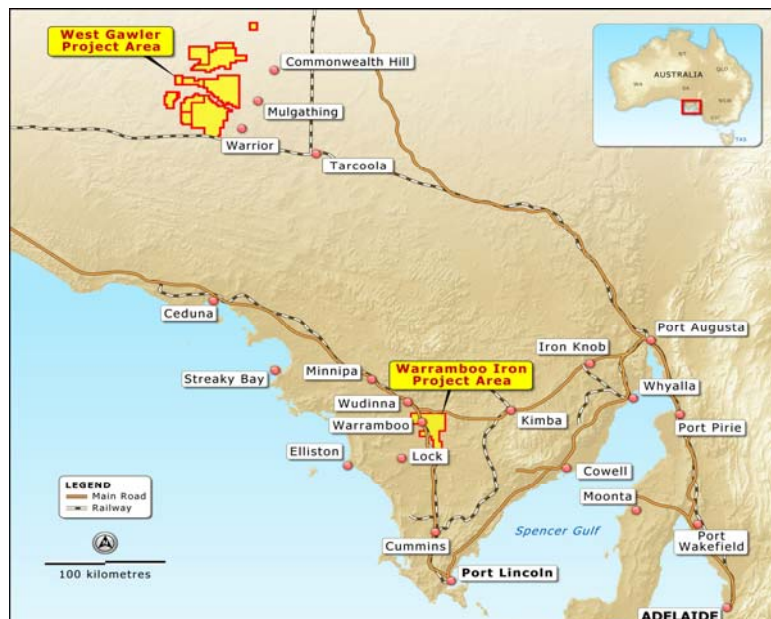 West Gawler
Project Area
Commonwealth Hill
Mulgathing
Warrior
Tarcoola
NT
QLD
AUSTRALIA
WA
SA
NSW
TAS
Ceduna
Port Augusta
Iron Knob
Streaky Bay
Minnipa
Warramboo Iron
Project Area
Whyalla
Wudinna
Warramboo
Kimba
Port Pirie
Elliston
Lock
Cowell
Moonta
LEGEND
Main Road
Railway
Spencer Gulf
Port
Wakefield
Cummins
100 kilometres
Port Lincoln
ADELAIDE